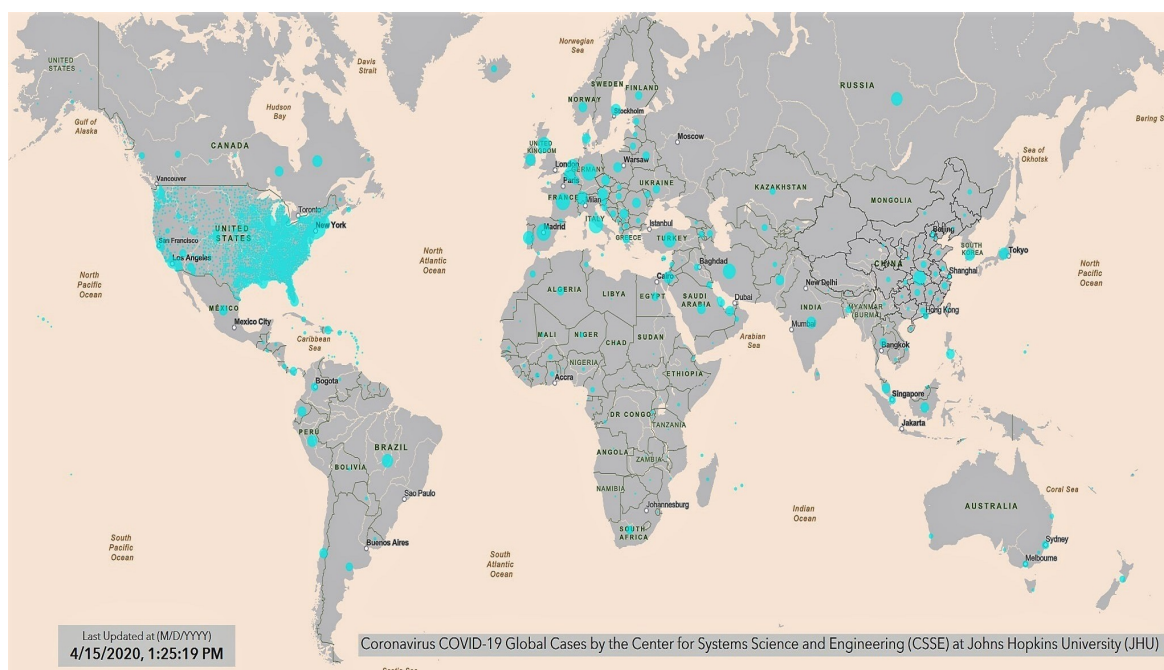 Norwegian
Sea
Davis
Strait
UNITED
STATES
RUSSIA
SWEDEN
FINLAND
NORWAY
Stockholm
Hudson
Bay
Gulf of
Alaska
Bering S
Moscow
CANADA
UNITED
KINGDOM
Sea of
Okhotsk
London
Warsaw
GERMANY
Vancouver
Paris
UKRAINE
KAZAKHSTAN
MONGOLIA
FRANCE
Milan
Toronto
ITALY
Istanbul
New York
UNITED
STATES
Madrid
San Francisco
GREECE
TURKEY
Beijing
SOUTH
KOREA
Tokyo
North
Atlantic
Ocean
Los Angeles
Baghdad
CHINA
Shanghai
North
Pacific
Ocean
North
Pacific
Ocean
Cairo
New Delhi
ALGERIA
LIBYA
EGYPT
SAUDI
ARABIA
Dubai
INDIA
MYANMAR
(BURMA)
Hong Kong
MÉXICO
Mexico City
Mumbai
MALI
NIGER
CHAD
SUDAN
Arabian
Sea
Caribbean
Sea
Bangkok
NIGERIA
Bogota
Accra
ETHIOPIA
Singapore
DR CONGO
TANZANIA
Jakarta
PERU
BRAZIL
BOLIVIA
ANGOLA
ZAMBIA
NAMIBIA
Sao Paulo
Johannesburg
Indian
Ocean
Coral Sea
AUSTRALIA
SOUTH
AFRICA
South
Pacific
Ocean
Buenos Aires
South
Atlantic
Ocean
Sydney
Melbourne
Last Updated at (M/D/YYYY)
4/15/2020, 1:25:19 PM
Coronavirus COVID-19 Global Cases by the Center for Systems Science and Engineering (CSSE) at Johns Hopkins University (JHU)